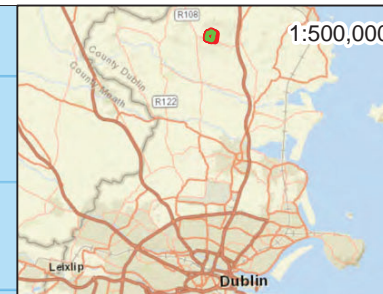 R108
1:500,000
County Dublin
County Meath
R122
Leixlip
Dublin